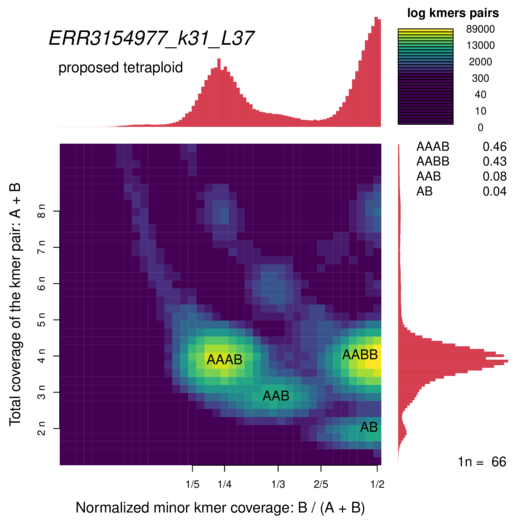 ERR3154977_k31_L37
proposed tetraploid
log kmers pairs
89000
13000
2000
300
40
10
0
AAAB 0.46
AABB 0.43
AAB 0.08
AB 0.04
Total coverage of the kmer pair: A + B
8 n
7 n
6 n
5 n
4 n
3 n
2 n
AAAB
AABB
AAB
AB
1n = 66
1/5 1/4 1/3 2/5 1/2
Normalized minor kmer coverage: B / (A + B)